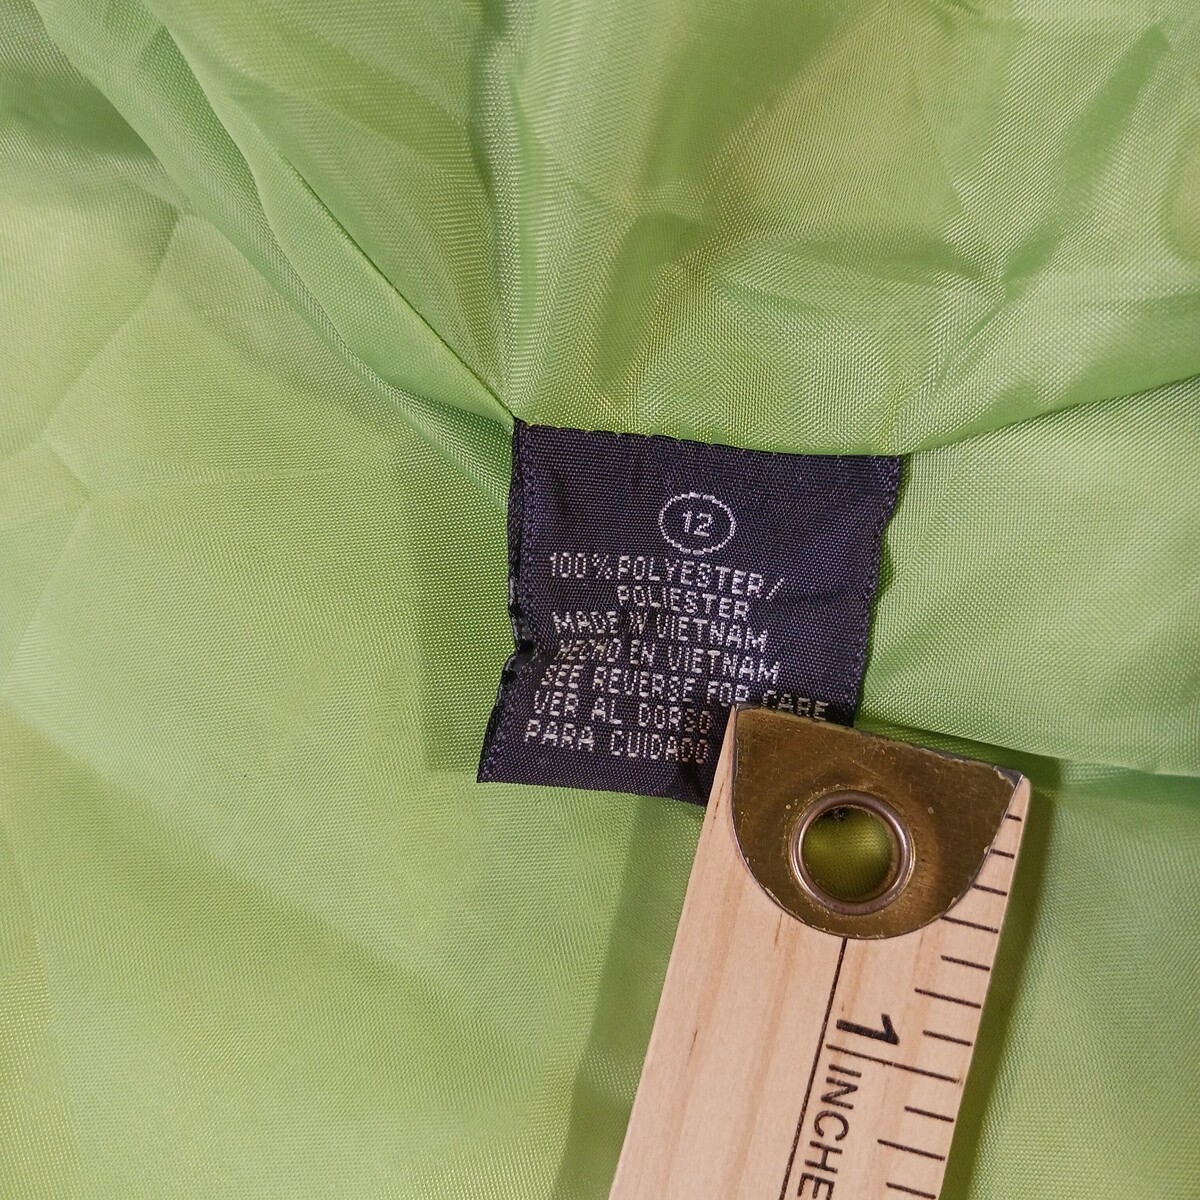 12
100% POLYESTER/
POLIESTER
MADE IN VIETNAM
HECHO EN VIETNAM
SEE REVERSE FOR CARE
VER AL DORSO
PARA CUIDADO
1
INCHE